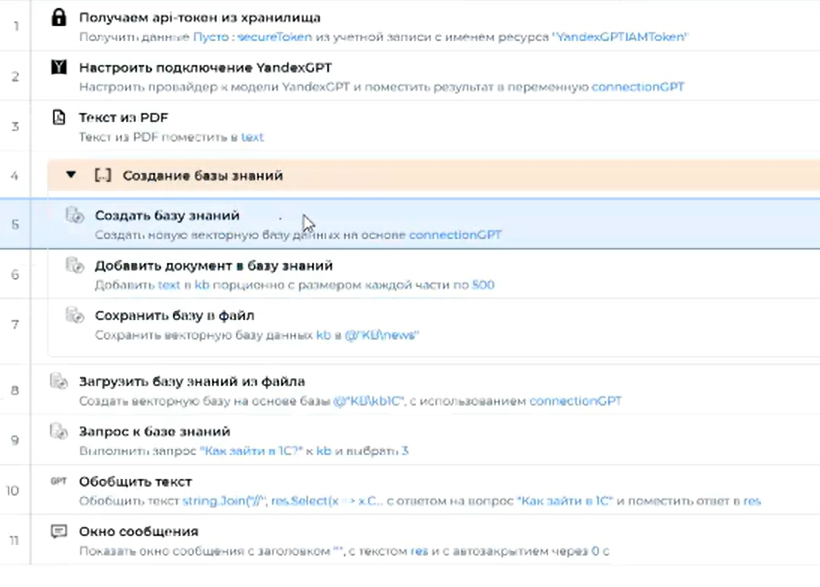 1
Получаем api-токен из хранилища
Получить данные Пусто : secureToken из учетной записи с именем ресурса "YandexGPTIAMToken"
2
Настроить подключение YandexGPT
Настроить провайдер к модели YandexGPT и поместить результат в переменную connectionGPT
3
Текст из PDF
Текст из PDF поместить в text
4
[...] Создание базы знаний
5
Создать базу знаний
Создать новую векторную базу данных на основе connectionGPT
6
Добавить документ в базу знаний
Добавить text в kb порционно с размером каждой части по 500
7
Сохранить базу в файл
Сохранить векторную базу данных kb в @"KB\news"
8
Загрузить базу знаний из файла
Создать векторную базу на основе базы @"KB\kb1C", с использованием connectionGPT
9
Запрос к базе знаний
Выполнить запрос "Как зайти в 1С?" к kb и выбрать 3
10
GPT Обобщить текст
Обобщить текст string.Join("//", res.Select(x => x.C... с ответом на вопрос "Как зайти в 1С" и поместить ответ в res
11
Окно сообщения
Показать окно сообщения с заголовком "", с текстом res и с автозакрытием через 0 с